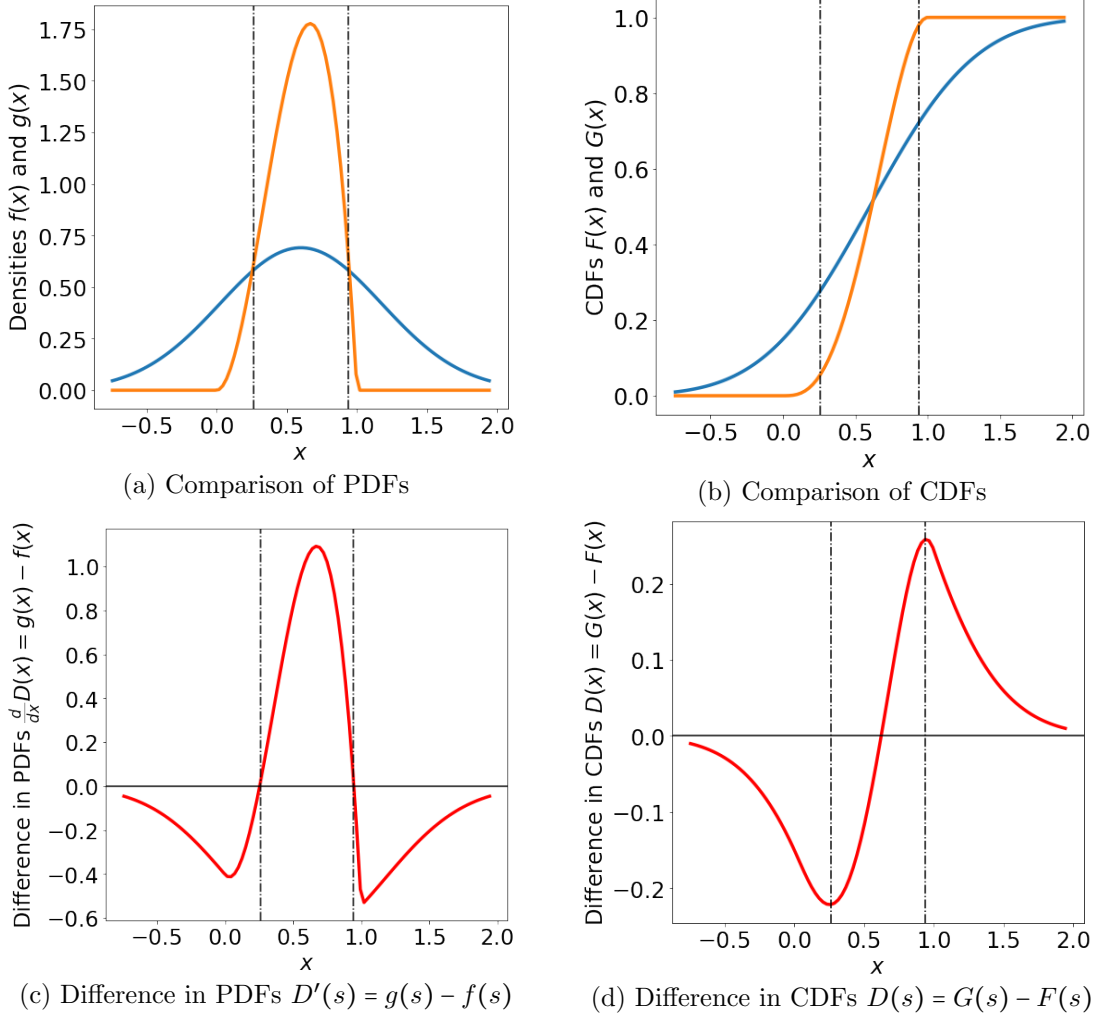 Densities f(x) and g(x)
1.75
1.50
1.25
1.00
0.75
0.50
0.25
0.00
−0.5 0.0 0.5 1.0 1.5 2.0
x
(a) Comparison of PDFs
CDFs F(x) and G(x)
1.0
0.8
0.6
0.4
0.2
0.0
−0.5 0.0 0.5 1.0 1.5 2.0
x
(b) Comparison of CDFs
Difference in PDFs d/dx D(x) = g(x) − f(x)
1.0
0.8
0.6
0.4
0.2
0.0
−0.2
−0.4
−0.6
−0.5 0.0 0.5 1.0 1.5 2.0
x
(c) Difference in PDFs D′(s) = g(s) − f(s)
Difference in CDFs D(x) = G(x) − F(x)
0.2
0.1
0.0
−0.1
−0.2
−0.5 0.0 0.5 1.0 1.5 2.0
x
(d) Difference in CDFs D(s) = G(s) − F(s)